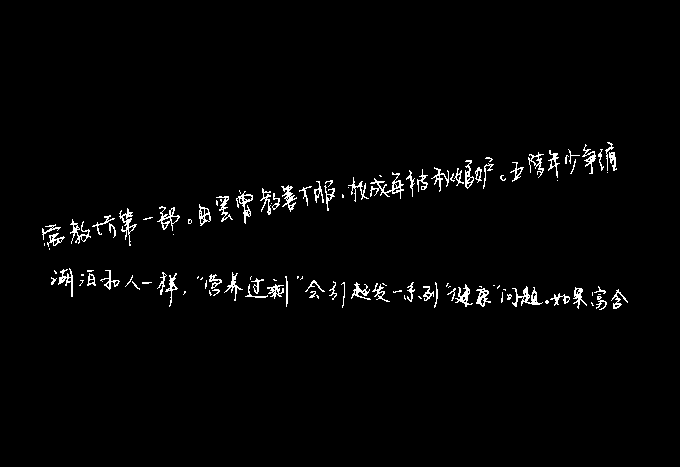 属教坊第一部。曲罢曾教善才服,妆成每被秋娘妒。五陵年少争缠
湖泊和人一样,“营养过剩”会引起发一系列“健康”问题。如果富含